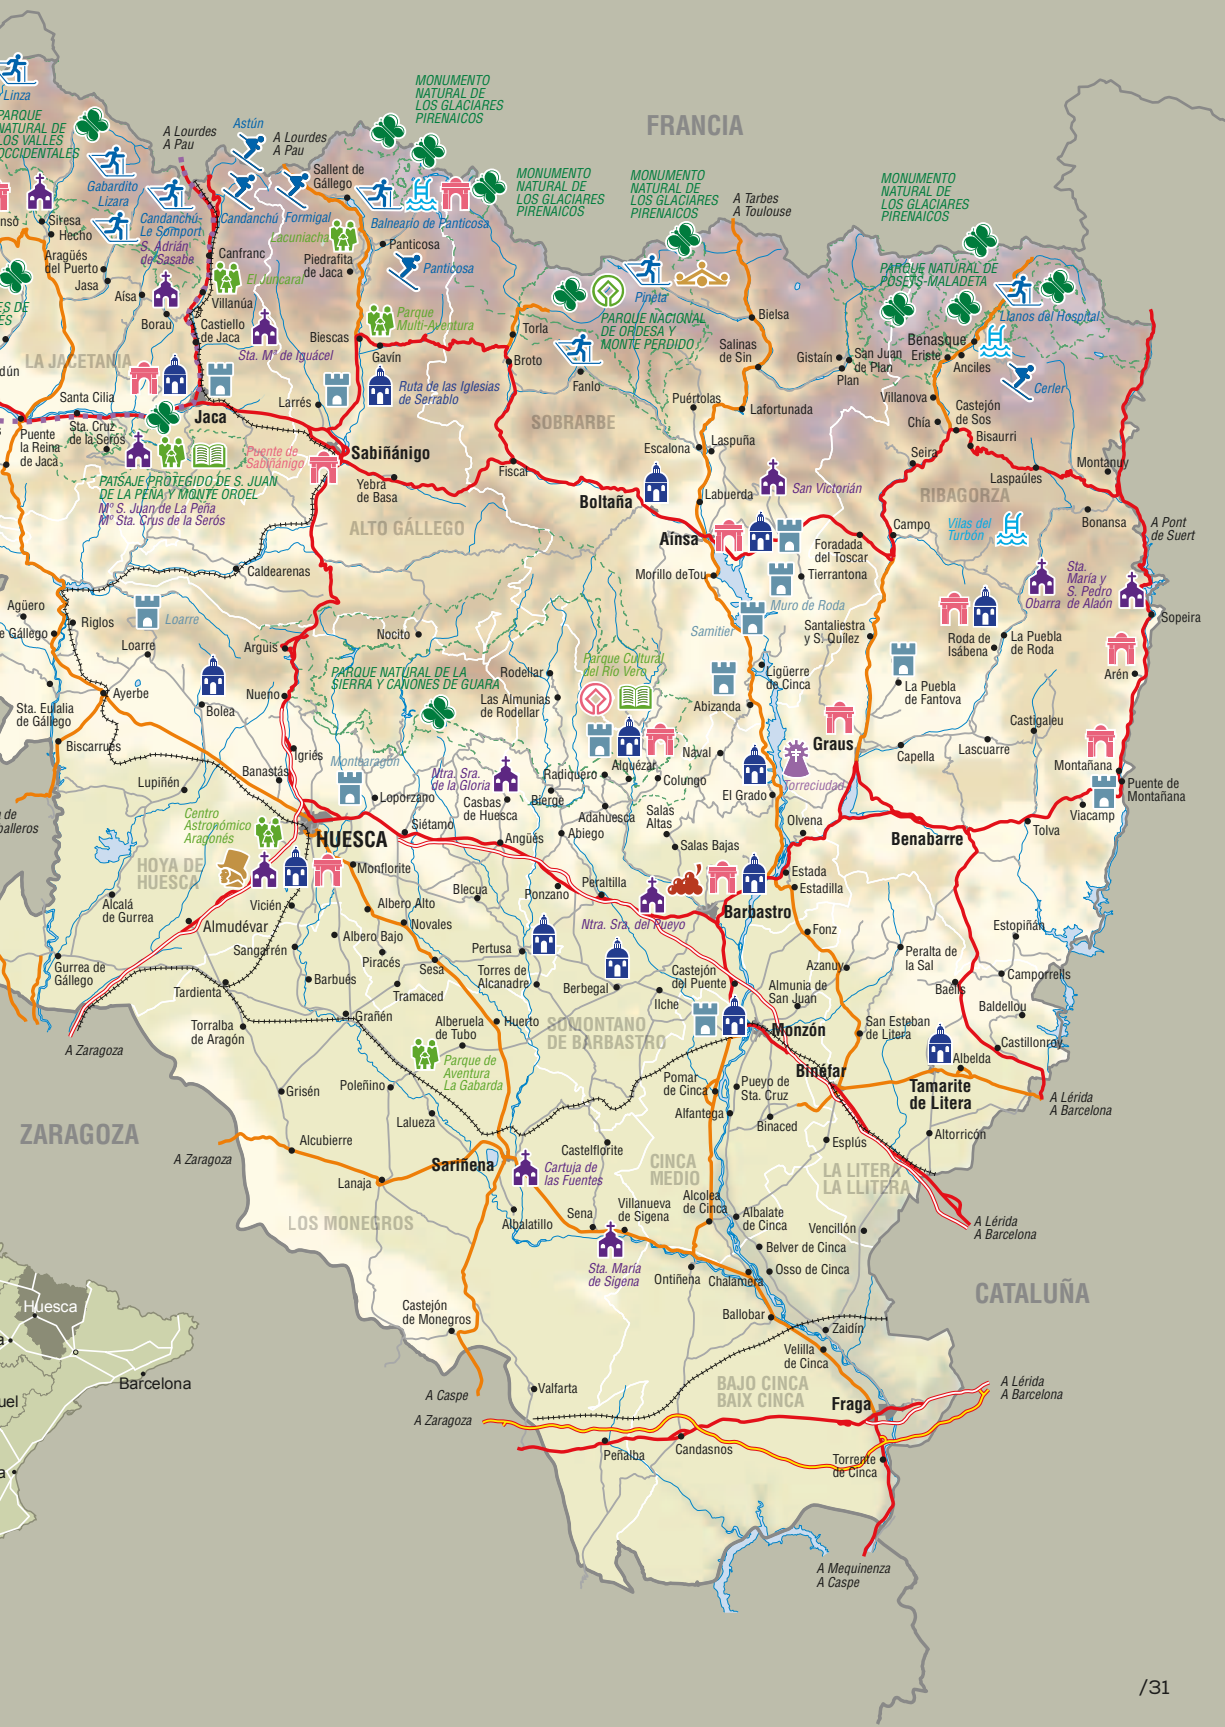 Linza
PARQUE
NATURAL DE
LOS VALLES
OCCIDENTALES
MONUMENTO
NATURAL DE
LOS GLACIARES
PIRENAICOS
A Lourdes
A Pau
Astún
A Lourdes
A Pau
FRANCIA
Sallent de
Gállego
Gabardito
Lizara
Candanchú-
Le Somport
Candanchú
Formigal
Balneario de Panticosa
MONUMENTO
NATURAL DE
LOS GLACIARES
PIRENAICOS
MONUMENTO
NATURAL DE
LOS GLACIARES
PIRENAICOS
A Tarbes
A Toulouse
MONUMENTO
NATURAL DE
LOS GLACIARES
PIRENAICOS
Siresa
Hecho
S. Adrián
de Sasabe
Lacuniacha
Panticosa
Aragüés
del Puerto
Jasa
Canfranc
Piedrafita
de Jaca
Panticosa
El Juncaral
Aísa
Villanúa
Borau
Castiello
de Jaca
Sta. Mª de Iguácel
Biescas
Parque
Multi-Aventura
Gavín
Torla
Broto
Pineta
PARQUE NACIONAL
DE ORDESA Y
MONTE PERDIDO
Bielsa
Salinas
de Sin
Gistaín
San Juan
de Plan
Plan
PARQUE NATURAL DE
POSETS-MALADETA
Llanos del Hospital
Benasque
Eriste
Anciles
Cerler
LA JACETANIA
Santa Cilia
Jaca
Larrés
Ruta de las Iglesias
de Serrablo
Fanlo
SOBRARBE
Puértolas
Lafortunada
Villanova
Chía
Castejón
de Sos
Bisaurri
Puente
la Reina
de Jaca
Sta. Cruz
de la Serós
Puente de
Sabiñánigo
Sabiñánigo
Yebra
de Basa
Fiscal
Escalona
Laspuña
Seira
Laspaúles
Montanuy
PAISAJE PROTEGIDO DE S. JUAN
DE LA PEÑA Y MONTE OROEL
Mº S. Juan de La Peña
Mº Sta. Crus de la Serós
ALTO GÁLLEGO
Boltaña
Labuerda
San Victorián
RIBAGORZA
Bonansa
A Pont
de Suert
Aínsa
Foradada
del Toscar
Campo
Vilas del
Turbón
Caldearenas
Morillo deTou
Tierrantona
Sta.
María y
S. Pedro
de Alaón
Obarra
Agüero
Riglos
Loarre
Samitier
Muro de Roda
Santaliestra
y S. Quílez
Sopeira
Loarre
Arguis
Nocito
PARQUE NATURAL DE LA
SIERRA Y CAÑONES DE GUARA
Rodellar
Parque Cultural
del Río Vero
Ligüerre
de Cinca
Roda de
Isábena
La Puebla
de Roda
Arén
Ayerbe
Bolea
Nueno
Las Almunias
de Rodellar
Abizanda
La Puebla
de Fantova
Sta. Eulalia
de Gállego
Biscarrués
Igriés
Banastás
Montearagón
Ntra. Sra.
de la Gloria
Naval
Graus
Castigaleu
Capella
Lascuarre
Montañana
Lupiñén
Loporzano
Casbas
de Huesca
Radiquero
Alquézar
Colungo
Bierge
El Grado
Torreciudad
Puente de
Montañana
Viacamp
Centro
Astronómico
Aragonés
HUESCA
Siétamo
Angüés
Adahuesca
Abiego
Salas
Altas
Salas Bajas
Olvena
Benabarre
Tolva
HOYA DE
HUESCA
Monflorite
Blecua
Ponzano
Peraltilla
Estada
Estadilla
Alcalá
de Gurrea
Vicién
Albero Alto
Novales
Ntra. Sra. del Pueyo
Barbastro
Almudévar
Albero Bajo
Fonz
Estopiñán
Sangarrén
Piracés
Sesa
Pertusa
Torres de
Alcanadre
Berbegal
Castejón
del Puente
Azanuy
Peralta de
la Sal
Gurrea de
Gállego
Barbués
Tramaced
Ilche
Almunia de
San Juan
Baells
Camporrells
Tardienta
Baldellou
Torralba
de Aragón
Grañén
Alberuela
de Tubo
Huerto
SOMONTANO
DE BARBASTRO
Monzón
San Esteban
de Litera
Castillonroy
A Zaragoza
Albelda
Parque de
Aventura
La Gabarda
Binéfar
Tamarite
de Litera
Grisén
Poleñino
Pomar
de Cinca
Pueyo de
Sta. Cruz
A Lérida
A Barcelona
Lalueza
Alfantega
Binaced
ZARAGOZA
Alcubierre
A Zaragoza
Castelflorite
Esplús
Altorricón
Sariñena
Cartuja de
las Fuentes
CINCA
MEDIO
LA LITERA
LA LLITERA
Lanaja
LOS MONEGROS
Albalatillo
Sena
Villanueva
de Sigena
Alcolea
de Cinca
Albalate
de Cinca
Vencillón
A Lérida
A Barcelona
Belver de Cinca
Sta. María
de Sigena
Ontiñena
Chalamera
Osso de Cinca
CATALUÑA
Castejón
de Monegros
Ballobar
Zaidín
Huesca
Velilla
de Cinca
Barcelona
A Caspe
Valfarta
BAJO CINCA
BAIX CINCA
Fraga
A Lérida
A Barcelona
A Zaragoza
Peñalba
Candasnos
Torrente
de Cinca
A Mequinenza
A Caspe
/31